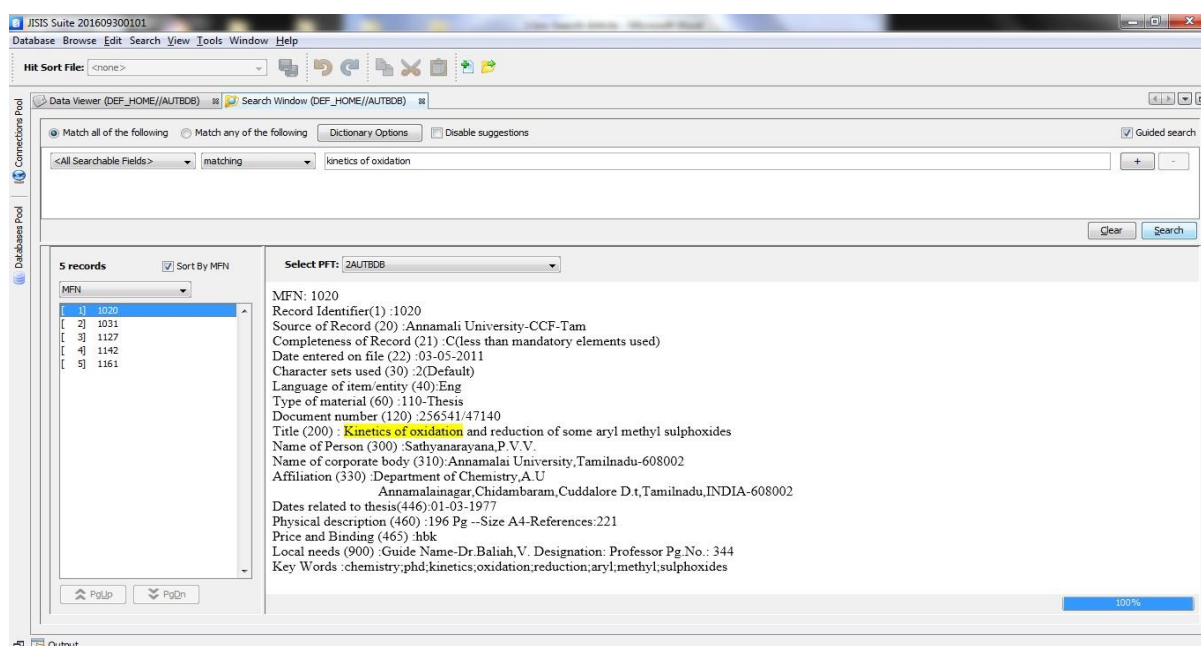 JISIS Suite 201609300101
Database Browse Edit Search View Tools Window Help
Hit Sort File: <none>
Data Viewer (DEF_HOME//AUTBDB) Search Window (DEF_HOME//AUTBDB)
Connections Pool
Databases Pool
Match all of the following Match any of the following Dictionary Options Disable suggestions Guided search
<All Searchable Fields> matching kinetics of oxidation + -
Clear Search
5 records Sort By MFN
MFN
[ 1] 1020
[ 2] 1031
[ 3] 1127
[ 4] 1142
[ 5] 1161
PgUp PgDn
Select PFT: 2AUTBDB
MFN: 1020
Record Identifier(1) :1020
Source of Record (20) :Annamali University-CCF-Tam
Completeness of Record (21) :C(less than mandatory elements used)
Date entered on file (22) :03-05-2011
Character sets used (30) :2(Default)
Language of item/entity (40):Eng
Type of material (60) :110-Thesis
Document number (120) :256541/47140
Title (200) : Kinetics of oxidation and reduction of some aryl methyl sulphoxides
Name of Person (300) :Sathyanarayana,P.V.V.
Name of corporate body (310):Annamalai University,Tamilnadu-608002
Affiliation (330) :Department of Chemistry,A.U
Annamalainagar,Chidambaram,Cuddalore D.t,Tamilnadu,INDIA-608002
Dates related to thesis(446):01-03-1977
Physical description (460) :196 Pg --Size A4-References:221
Price and Binding (465) :hbk
Local needs (900) :Guide Name-Dr.Baliah,V. Designation: Professor Pg.No.: 344
Key Words :chemistry;phd;kinetics;oxidation;reduction;aryl;methyl;sulphoxides
100%
Output